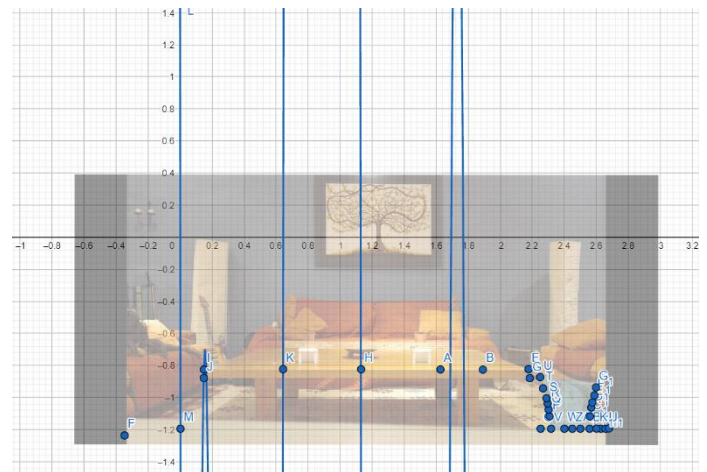 1.4
L
1.2
1
0.8
0.6
0.4
0.2
−1 −0.8 −0.6 −0.4 −0.2 0 0.2 0.4 0.6 0.8 1 1.2 1.4 1.6 1.8 2 2.2 2.4 2.6 2.8 3 3.2
−0.2
−0.4
−0.6
I K H A B E
−0.8 J G U
T G
−1 S
F M V W Z
−1.2
−1.4